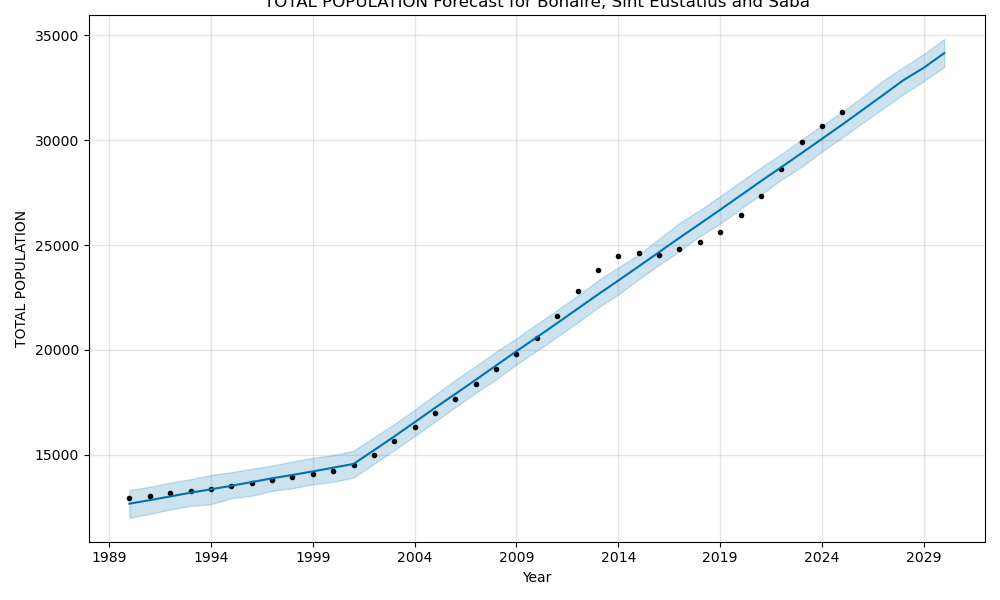 TOTAL POPULATION Forecast for Bonaire, Sint Eustatius and Saba
35000
30000
25000
20000
15000
TOTAL POPULATION
1989 1994 1999 2004 2009 2014 2019 2024 2029
Year